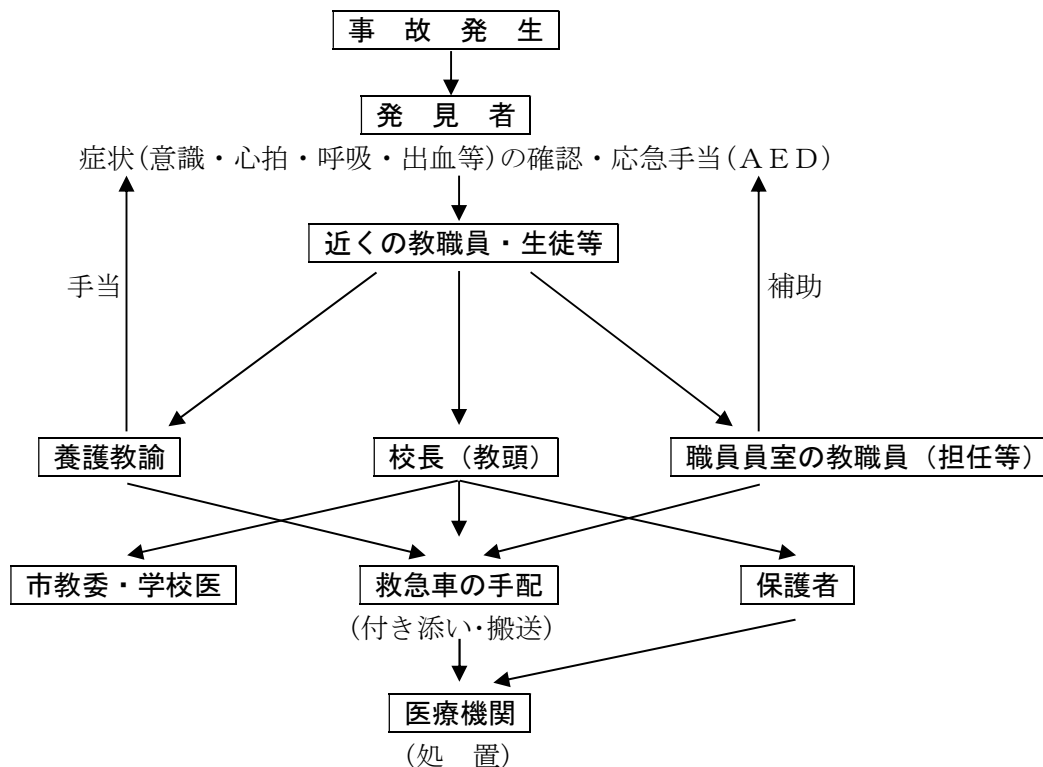 事　故　発　生
発　見　者
症状(意識・心拍・呼吸・出血等)の確認・応急手当(ＡＥＤ)
近くの教職員・生徒等
手当
補助
養護教諭
校長（教頭）
職員員室の教職員（担任等）
市教委・学校医
救急車の手配
保護者
(付き添い・搬送)
医療機関
(処　置)